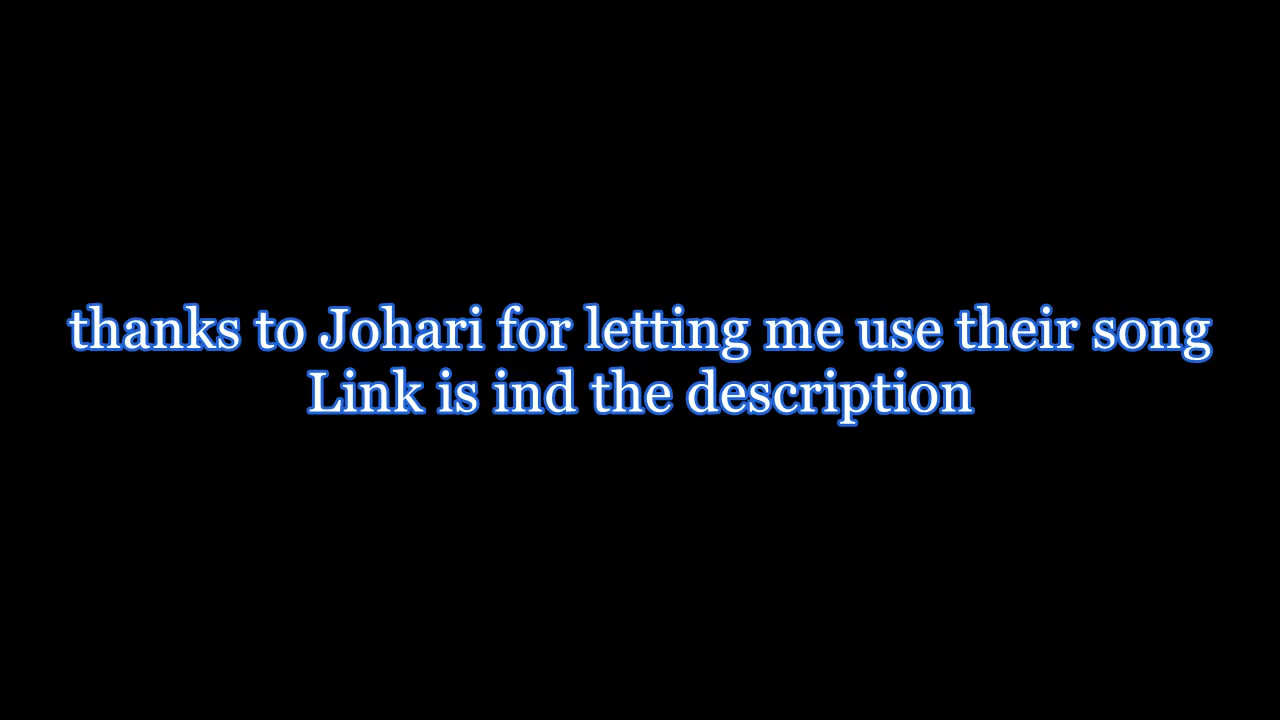 thanks to Johari for letting me use their song
Link is ind the description